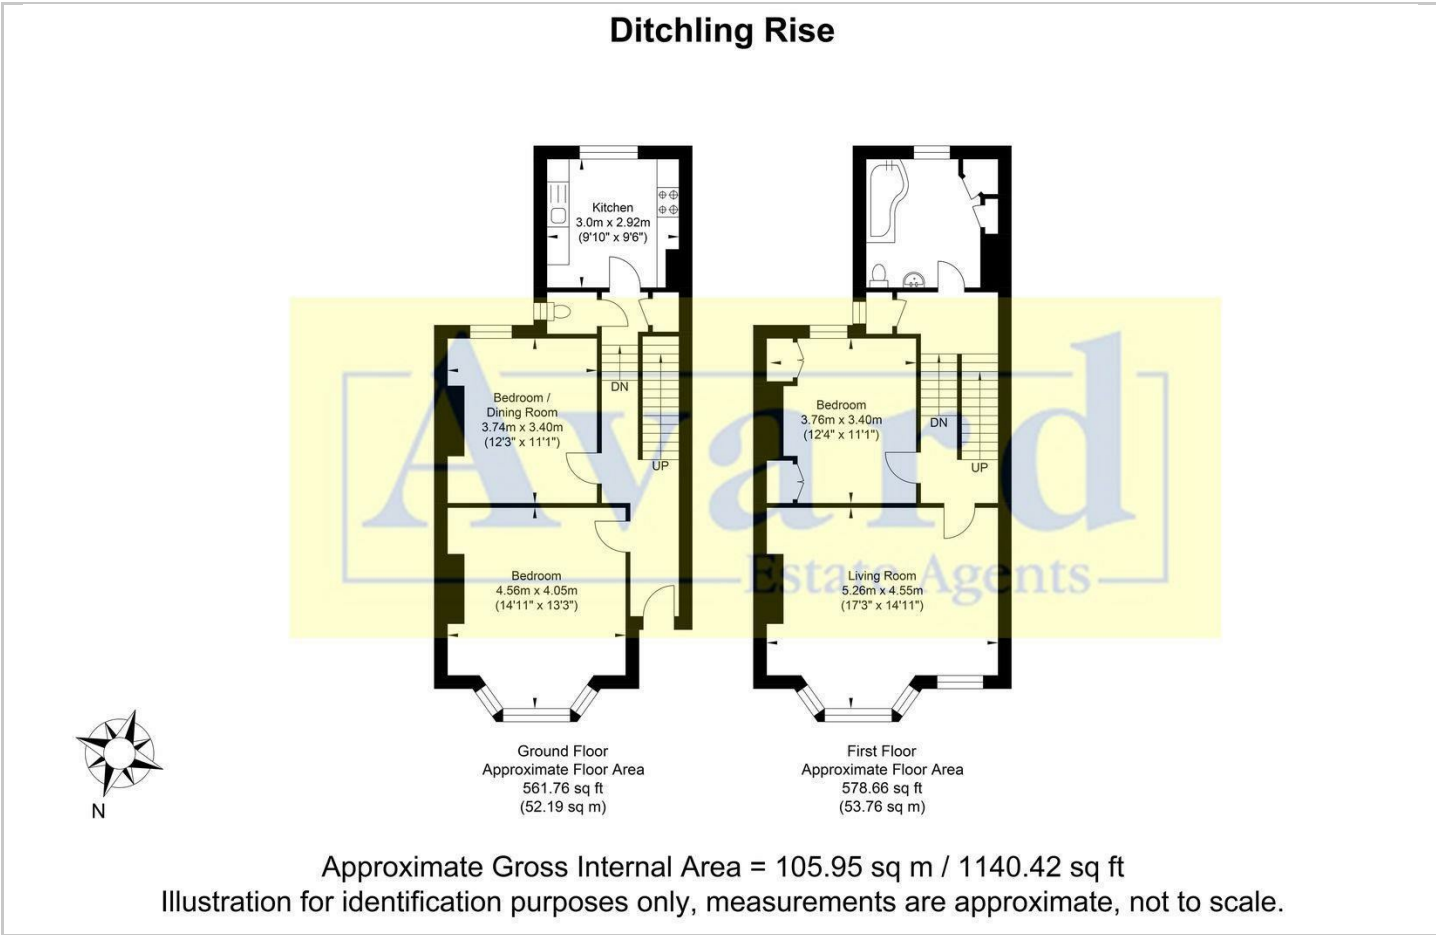 Ditchling Rise
Kitchen
3.0m x 2.92m
(9'10" x 9'6")
DN
Bedroom /
Dining Room
3.74m x 3.40m
(12'3" x 11'1")
UP
Bedroom
4.56m x 4.05m
(14'11" x 13'3")
Bedroom
3.76m x 3.40m
(12'4" x 11'1")
DN
UP
Living Room
5.26m x 4.55m
(17'3" x 14'11")
Avard
Estate Agents
N
Ground Floor
Approximate Floor Area
561.76 sq ft
(52.19 sq m)
First Floor
Approximate Floor Area
578.66 sq ft
(53.76 sq m)
Approximate Gross Internal Area = 105.95 sq m / 1140.42 sq ft
Illustration for identification purposes only, measurements are approximate, not to scale.